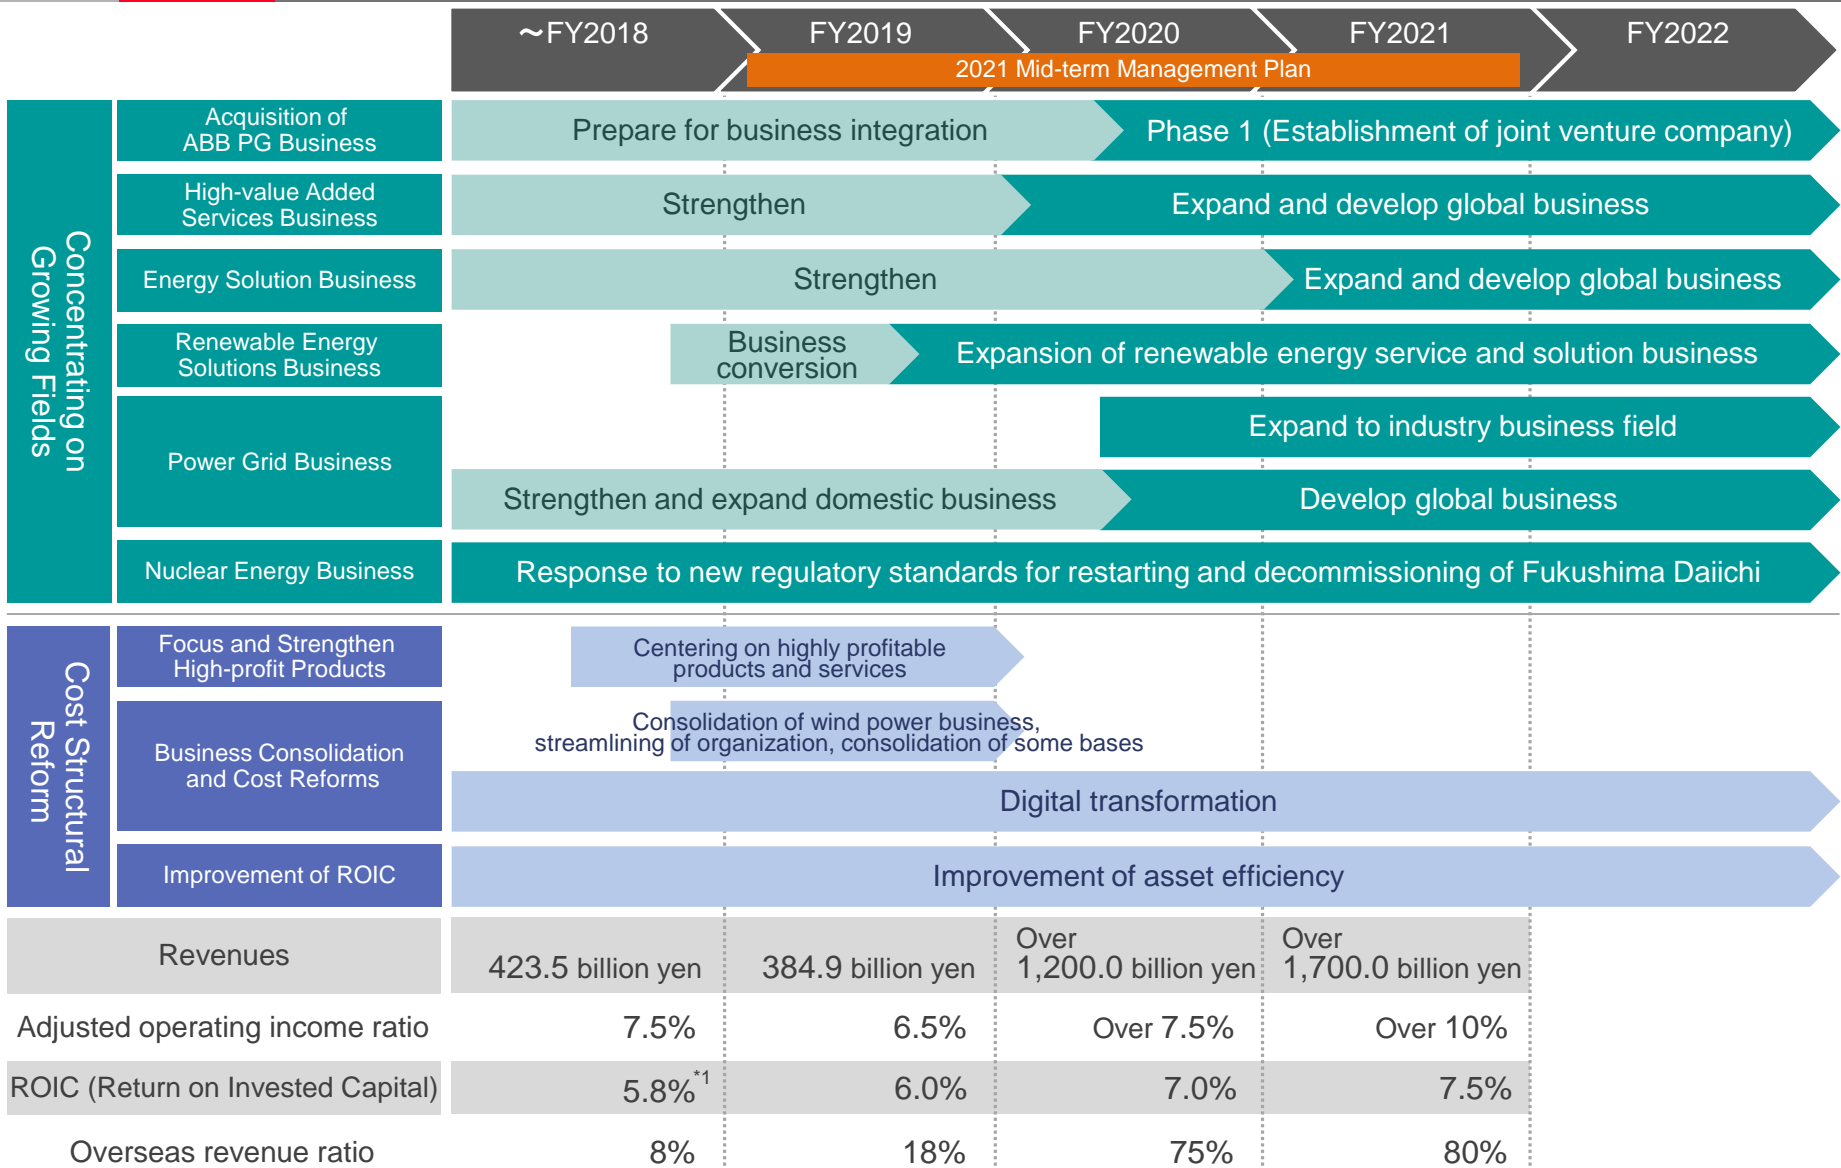 ～FY2018
FY2019
FY2020
FY2021
FY2022
2021 Mid-term Management Plan
Concentrating on
Growing Fields
Acquisition of
ABB PG Business
Prepare for business integration
Phase 1 (Establishment of joint venture company)
High-value Added
Services Business
Strengthen
Expand and develop global business
Energy Solution Business
Strengthen
Expand and develop global business
Renewable Energy
Solutions Business
Business
conversion
Expansion of renewable energy service and solution business
Power Grid Business
Expand to industry business field
Strengthen and expand domestic business
Develop global business
Nuclear Energy Business
Response to new regulatory standards for restarting and decommissioning of Fukushima Daiichi
Cost Structural
Reform
Focus and Strengthen
High-profit Products
Centering on highly profitable
products and services
Business Consolidation
and Cost Reforms
Consolidation of wind power business,
streamlining of organization, consolidation of some bases
Digital transformation
Improvement of ROIC
Improvement of asset efficiency
Revenues
423.5 billion yen
384.9 billion yen
Over
1,200.0 billion yen
Over
1,700.0 billion yen
Adjusted operating income ratio
7.5%
6.5%
Over 7.5%
Over 10%
ROIC (Return on Invested Capital)
5.8%*1
6.0%
7.0%
7.5%
Overseas revenue ratio
8%
18%
75%
80%